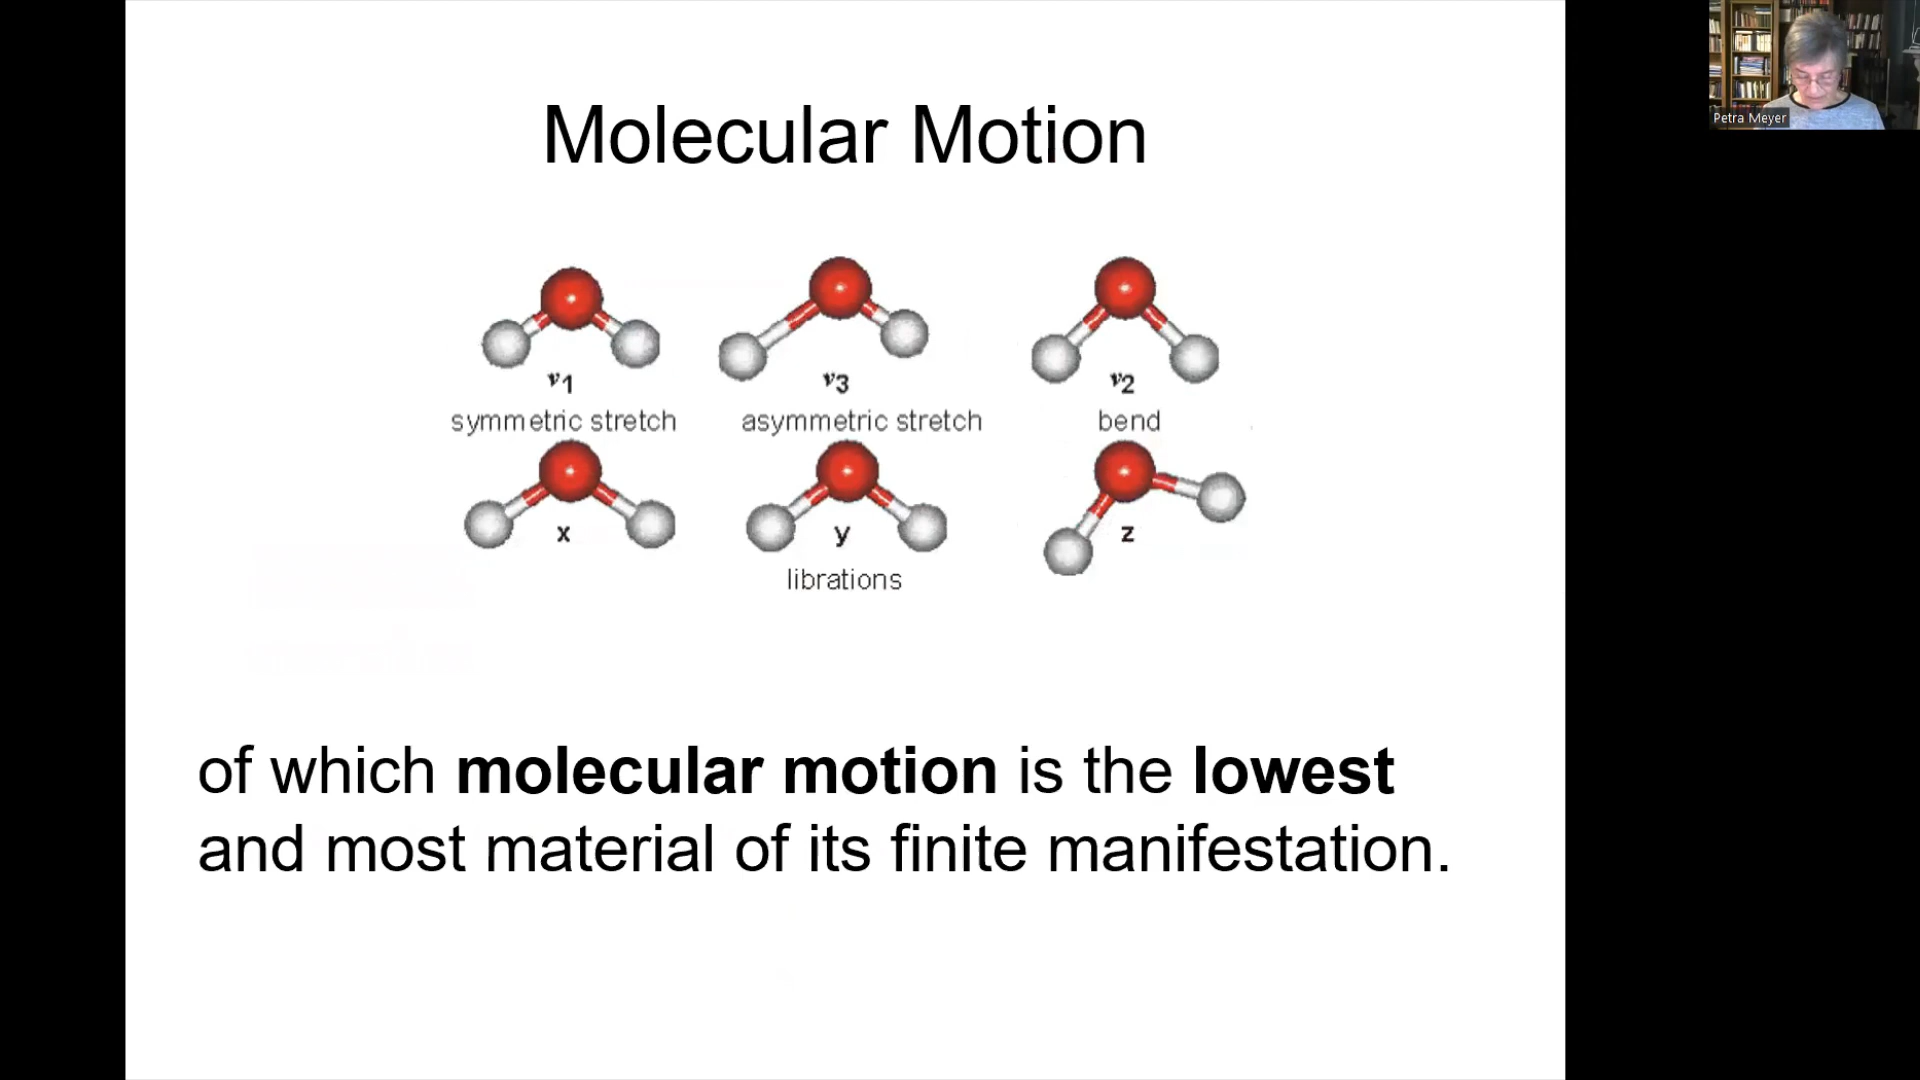 Petra Meyer
Molecular Motion
ν1
ν3
ν2
symmetric stretch
asymmetric stretch
bend
x
y
z
librations
of which molecular motion is the lowest
and most material of its finite manifestation.